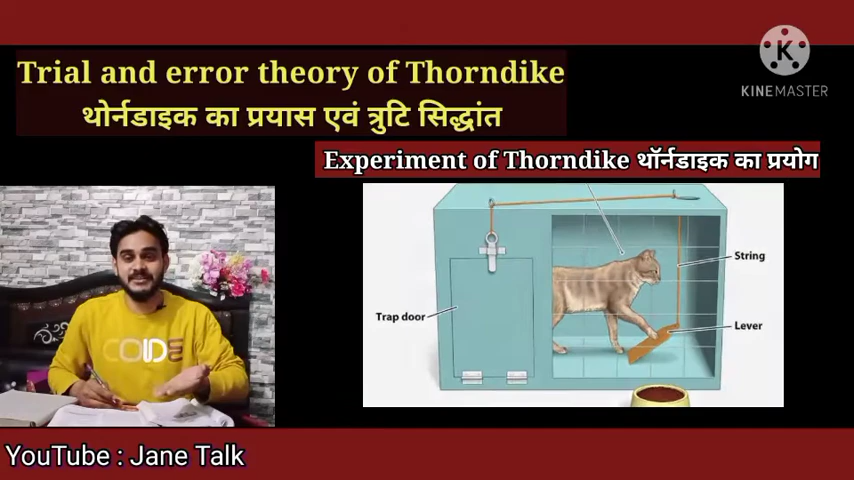 Trial and error theory of Thorndike
थोर्नडाइक का प्रयास एवं त्रुटि सिद्धांत
K
KINEMASTER
Experiment of Thorndike थॉर्नडाइक का प्रयोग
String
Trap door
Lever
YouTube : Jane Talk